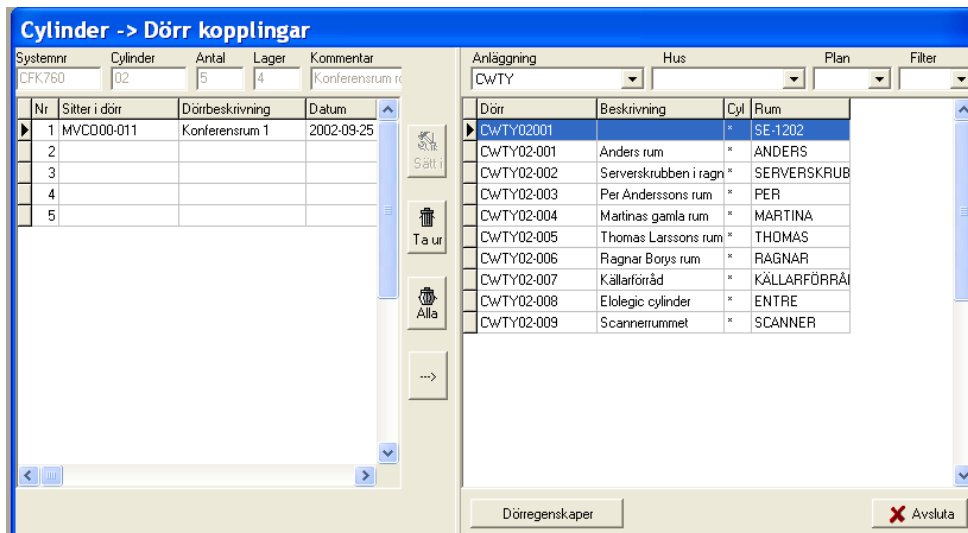 Cylinder -> Dörr kopplingar
Systemnr Cylinder Antal Lager Kommentar
CFK760 02 5 4 Konferensrum
Nr Sitter i dörr Dörrbeskrivning Datum
1 MVCO00-011 Konferensrum 1 2002-09-25
2
3
4
5
Sätt i
Ta ur
Alla
--->
Anläggning Hus Plan Filter
CWTY
Dörr Beskrivning Cyl Rum
CWTY02001 * SE-1202
CWTY02-001 Anders rum * ANDERS
CWTY02-002 Serverskrubben i ragn * SERVERSKRUB
CWTY02-003 Per Anderssons rum * PER
CWTY02-004 Martinas gamla rum * MARTINA
CWTY02-005 Thomas Larssons rum * THOMAS
CWTY02-006 Ragnar Borys rum * RAGNAR
CWTY02-007 Källarförråd * KÄLLARFÖRRÅ
CWTY02-008 Elologic cylinder * ENTRE
CWTY02-009 Scannerrummet * SCANNER
Dörregenskaper
Avsluta